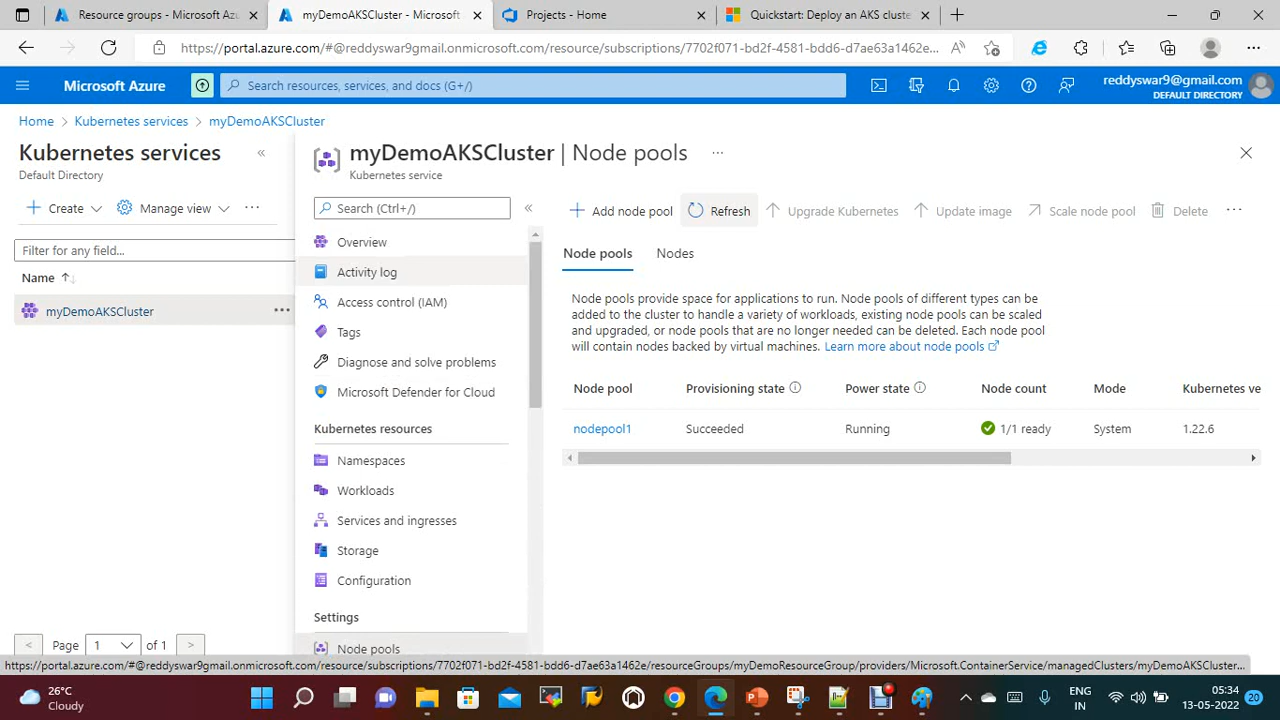 Resource groups - Microsoft Azu
myDemoAKSCluster - Microsoft
Projects - Home
Quickstart: Deploy an AKS cluste
https://portal.azure.com/#@reddyswar9gmail.onmicrosoft.com/resource/subscriptions/7702f101-bd2f-4581-bdd6-d7ae63a1462e...
Microsoft Azure
Search resources, services, and docs (G+/)
reddyswar9@gmail.com
DEFAULT DIRECTORY
Home > Kubernetes services > myDemoAKSCluster
Kubernetes services
Default Directory
Create
Manage view
Filter for any field...
Name
myDemoAKSCluster
Page 1 of 1
myDemoAKSCluster | Node pools
Kubernetes service
Search (Ctrl+/)
Overview
Activity log
Access control (IAM)
Tags
Diagnose and solve problems
Microsoft Defender for Cloud
Kubernetes resources
Namespaces
Workloads
Services and ingresses
Storage
Configuration
Settings
Node pools
Add node pool
Refresh
Upgrade Kubernetes
Update image
Scale node pool
Delete
Node pools
Nodes
Node pools provide space for applications to run. Node pools of different types can be
added to the cluster to handle a variety of workloads, existing node pools can be scaled
and upgraded, or node pools that are no longer needed can be deleted. Each node pool
will contain nodes backed by virtual machines. Learn more about node pools
Node pool Provisioning state Power state Node count Mode Kubernetes ve
nodepool1 Succeeded Running 1/1 ready System 1.22.6
https://portal.azure.com/#@reddyswar9gmail.onmicrosoft.com/resource/subscriptions/7702f101-bd2f-4581-bdd6-d7ae63a1462e/resourceGroups/myDemoResourceGroup/providers/Microsoft.ContainerService/managedClusters/myDemoAKSCluster...
26°C
Cloudy
ENG
IN
05:34
13-05-2022
20